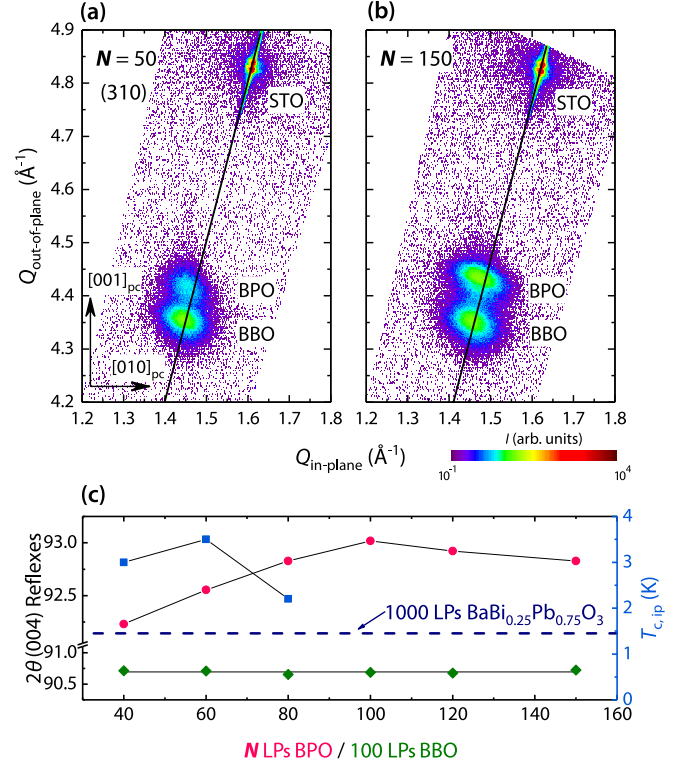 (a)
(b)
4.9
4.8
4.7
4.6
4.5
4.4
4.3
4.2
Q out-of-plane (Å-1)
N = 50
(310)
STO
BPO
BBO
[001]pc
[010]pc
1.2 1.3 1.4 1.5 1.6 1.7 1.8
N = 150
STO
BPO
BBO
1.2 1.3 1.4 1.5 1.6 1.7 1.8
Q in-plane (Å-1)
I (arb. units)
10-1 104
(c)
93.0
92.5
91.0
90.5
2θ (004) Reflexes
1000 LPs BaBi0.25Pb0.75O3
4
3
2
1
0
Tc,ip (K)
40 60 80 100 120 140 160
N LPs BPO / 100 LPs BBO